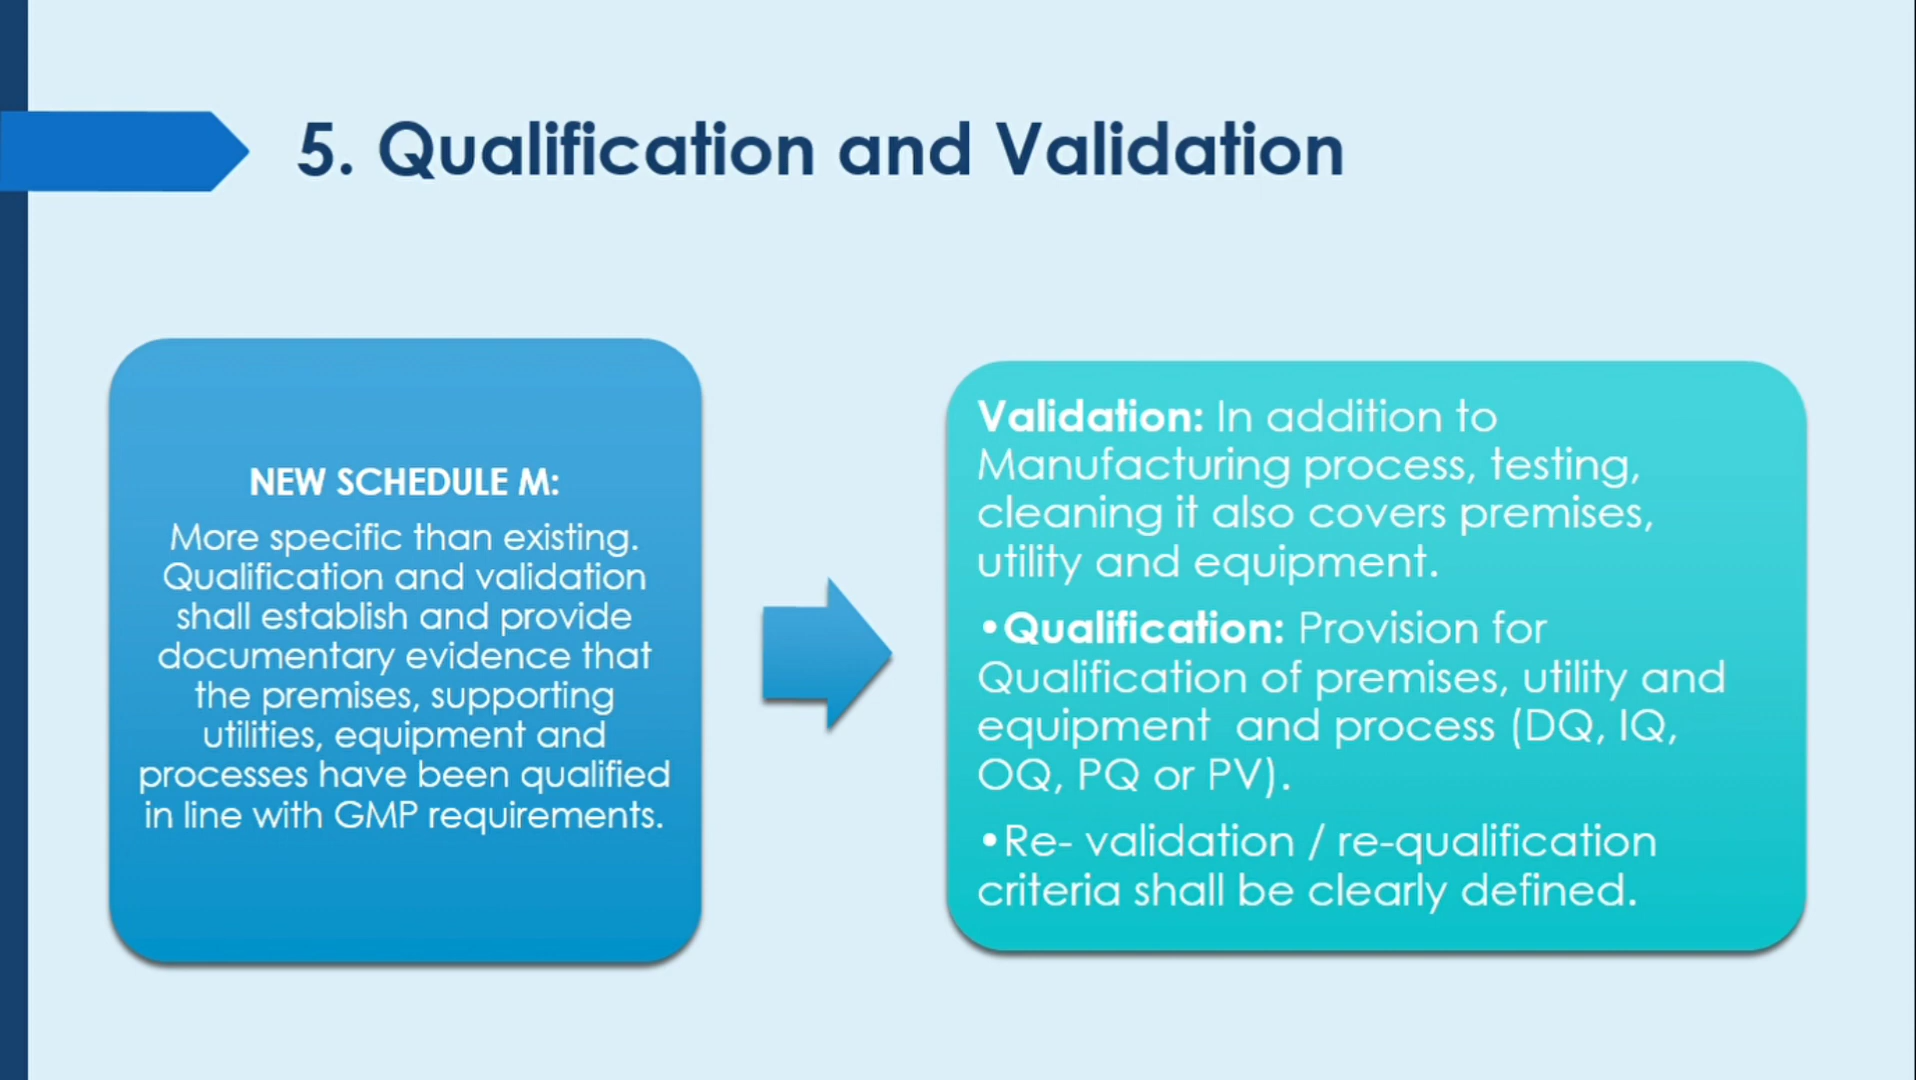 5. Qualification and Validation
NEW SCHEDULE M:
More specific than existing.
Qualification and validation
shall establish and provide
documentary evidence that
the premises, supporting
utilities, equipment and
processes have been qualified
in line with GMP requirements.
Validation: In addition to
Manufacturing process, testing,
cleaning it also covers premises,
utility and equipment.
•Qualification: Provision for
Qualification of premises, utility and
equipment  and process (DQ, IQ,
OQ, PQ or PV).
•Re- validation / re-qualification
criteria shall be clearly defined.